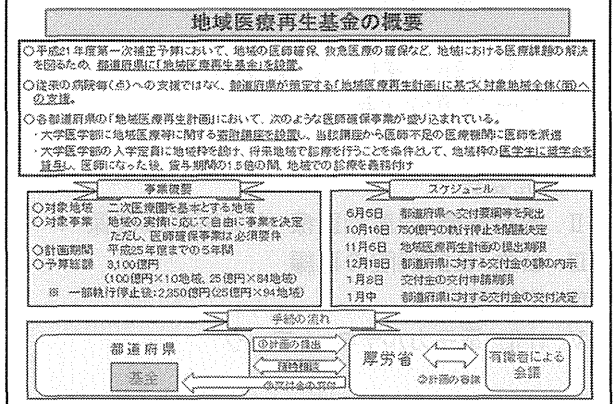 地域医療再生基金の概要
○平成21年度第一次補正予算において、地域の医師確保、救急医療の確保など、地域における医療課題の解決
を図るため、都道府県に「地域医療再生基金」を設置。
○従来の病院毎(点)への支援ではなく、都道府県が策定する「地域医療再生計画」に基づく対象地域全体(面)へ
の支援。
○各都道府県の「地域医療再生計画」において、次のような医師確保事業が盛り込まれている。
・大学医学部に地域医療等に関する寄附講座を設置し、当該講座から医師不足の医療機関に医師を派遣
・大学医学部の入学定員に地域枠を設け、将来地域で診療を行うことを条件として、地域枠の医学生に奨学金を
貸与し、医師になった後、貸与期間の1.5倍の間、地域での診療を義務付け
事業概要
○対象地域 二次医療圏を基本とする地域
○対象事業 地域の実情に応じて自由に事業を決定
ただし、医師確保事業は必須要件
○計画期間 平成25年度までの5年間
○予算総額 3,100億円
(100億円×10地域、25億円×84地域)
※ 一部執行停止後:2,350億円(25億円×94地域)
スケジュール
6月5日 都道府県へ交付要綱等を発出
10月16日 750億円の執行停止を閣議決定
11月6日 地域医療再生計画の提出期限
12月18日 都道府県に対する交付金の額の内示
1月8日 交付金の交付申請期限
1月中 都道府県に対する交付金の交付決定
手続の流れ
都道府県
基金
①計画の提出
随時相談
③交付金の交付
厚労省
②計画の審議
有識者による
会議